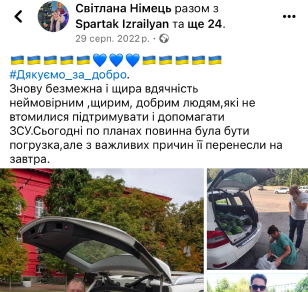 Світлана Німець разом з
Spartak Izrailyan та ще 24.
29 серп. 2022 р. ·
🇺🇦🇺🇦🇺🇦🇺🇦🇺🇦💙💙💙🇺🇦🇺🇦🇺🇦🇺🇦🇺🇦
#Дякуємо_за_добро.
Знову безмежна і щира вдячність
неймовірним ,щирим, добрим людям,які не
втомилися підтримувати і допомагати
ЗСУ.Сьогодні по планах повинна була бути
погрузка,але з важливих причин її перенесли на
завтра.